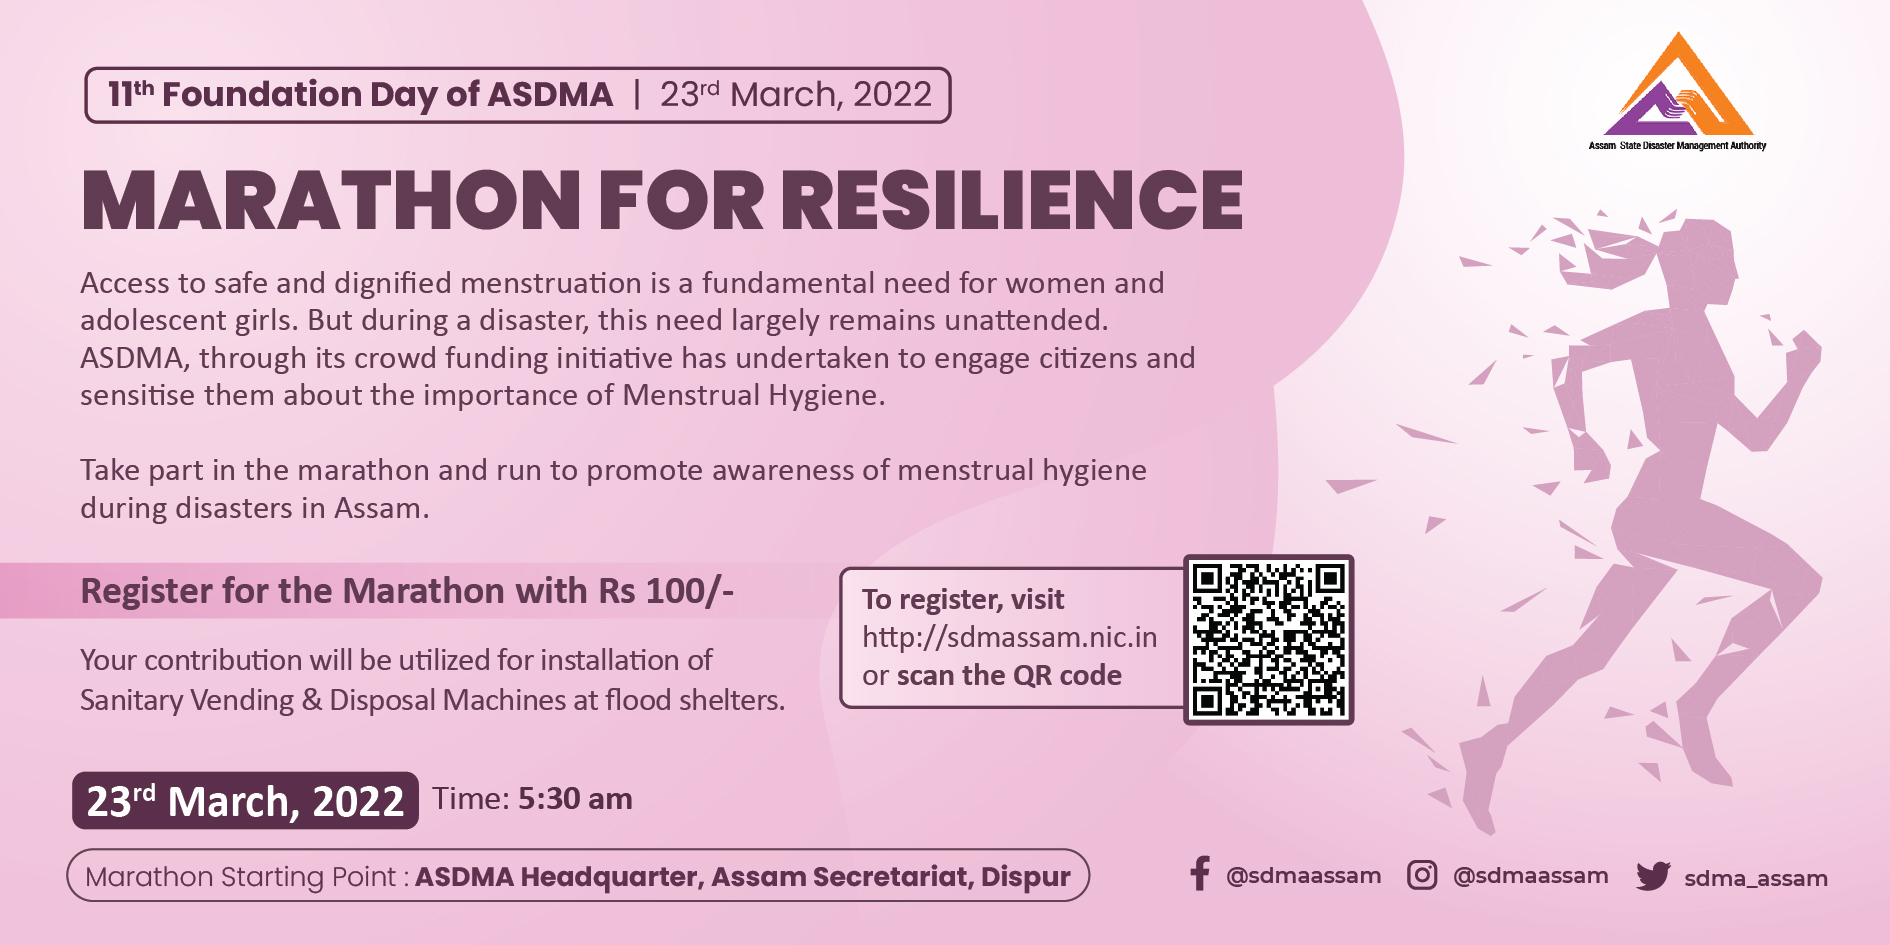 11th Foundation Day of ASDMA | 23rd March, 2022
Assam State Disaster Management Authority
MARATHON FOR RESILIENCE
Access to safe and dignified menstruation is a fundamental need for women and
adolescent girls. But during a disaster, this need largely remains unattended.
ASDMA, through its crowd funding initiative has undertaken to engage citizens and
sensitise them about the importance of Menstrual Hygiene.
Take part in the marathon and run to promote awareness of menstrual hygiene
during disasters in Assam.
Register for the Marathon with Rs 100/-
Your contribution will be utilized for installation of
Sanitary Vending & Disposal Machines at flood shelters.
To register, visit
http://sdmassam.nic.in
or scan the QR code
23rd March, 2022 Time: 5:30 am
Marathon Starting Point : ASDMA Headquarter, Assam Secretariat, Dispur
@sdmaassam @sdmaassam sdma_assam